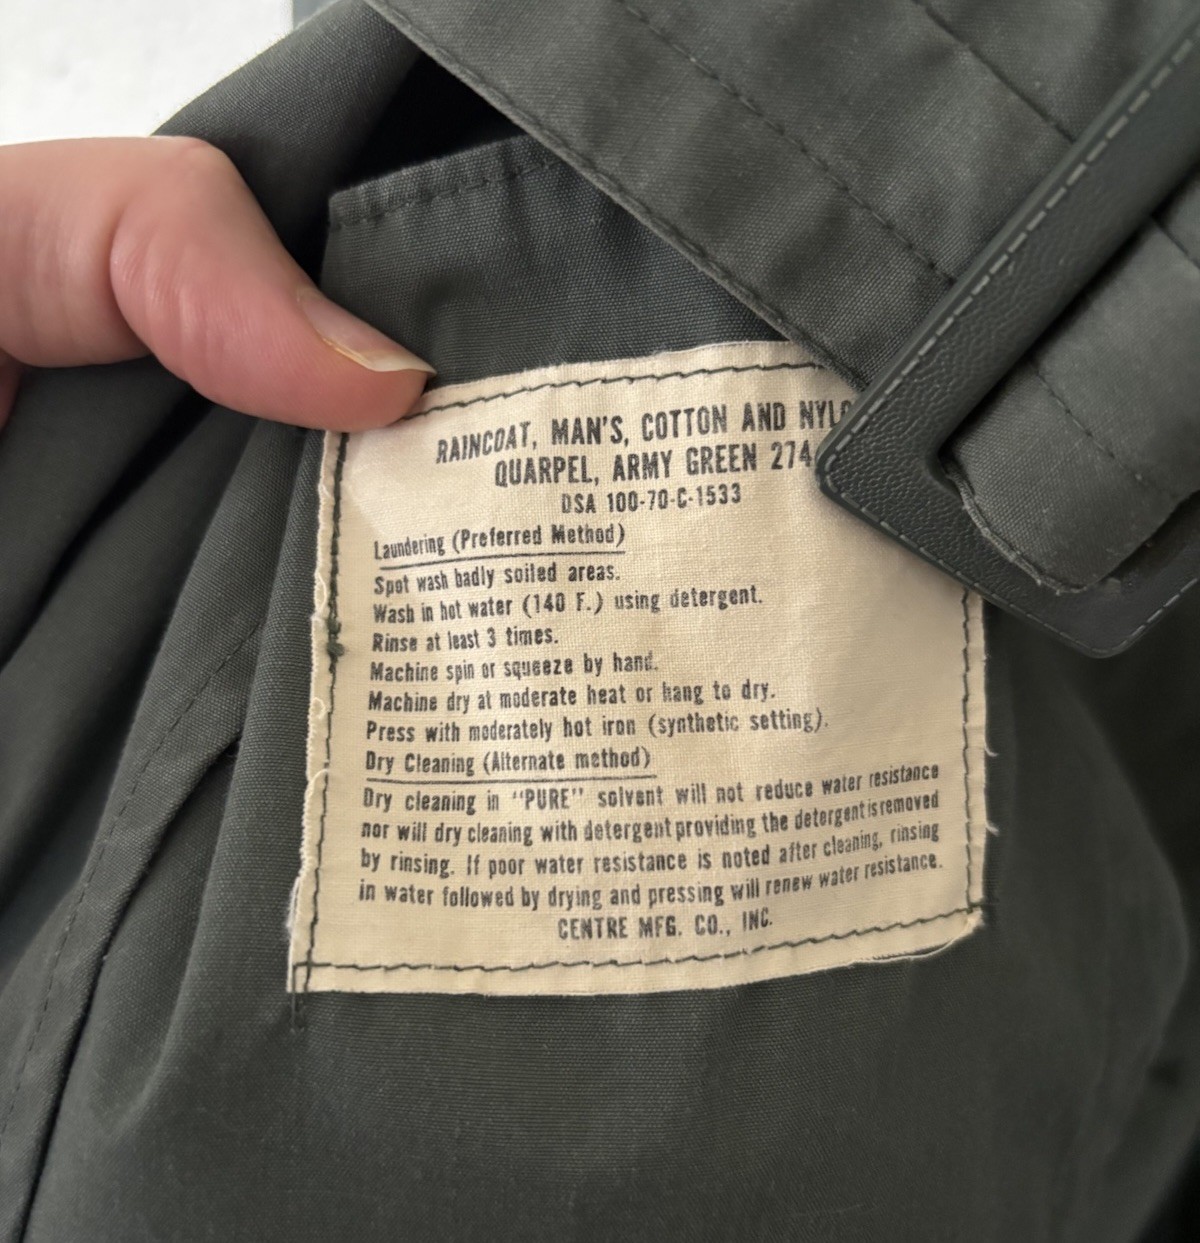 RAINCOAT, MAN'S, COTTON AND
QUARPEL, ARMY GREEN 274
DSA 100-70-C-1533
Laundering (Preferred Method)
Spot wash badly soiled areas.
Wash in hot water (140 F.) using detergent.
Rinse at least 3 times.
Machine spin or squeeze by hand.
Machine dry at moderate heat or hang to dry.
Press with moderately hot iron (synthetic setting).
Dry Cleaning (Alternate method)
Dry cleaning in "PURE" solvent will not reduce water resistance
nor will dry cleaning with detergent providing the detergent is removed
by rinsing. If poor water resistance is noted after cleaning, rinsing
in water followed by drying and pressing will renew water resistance.
CENTRE MFG. CO., INC.